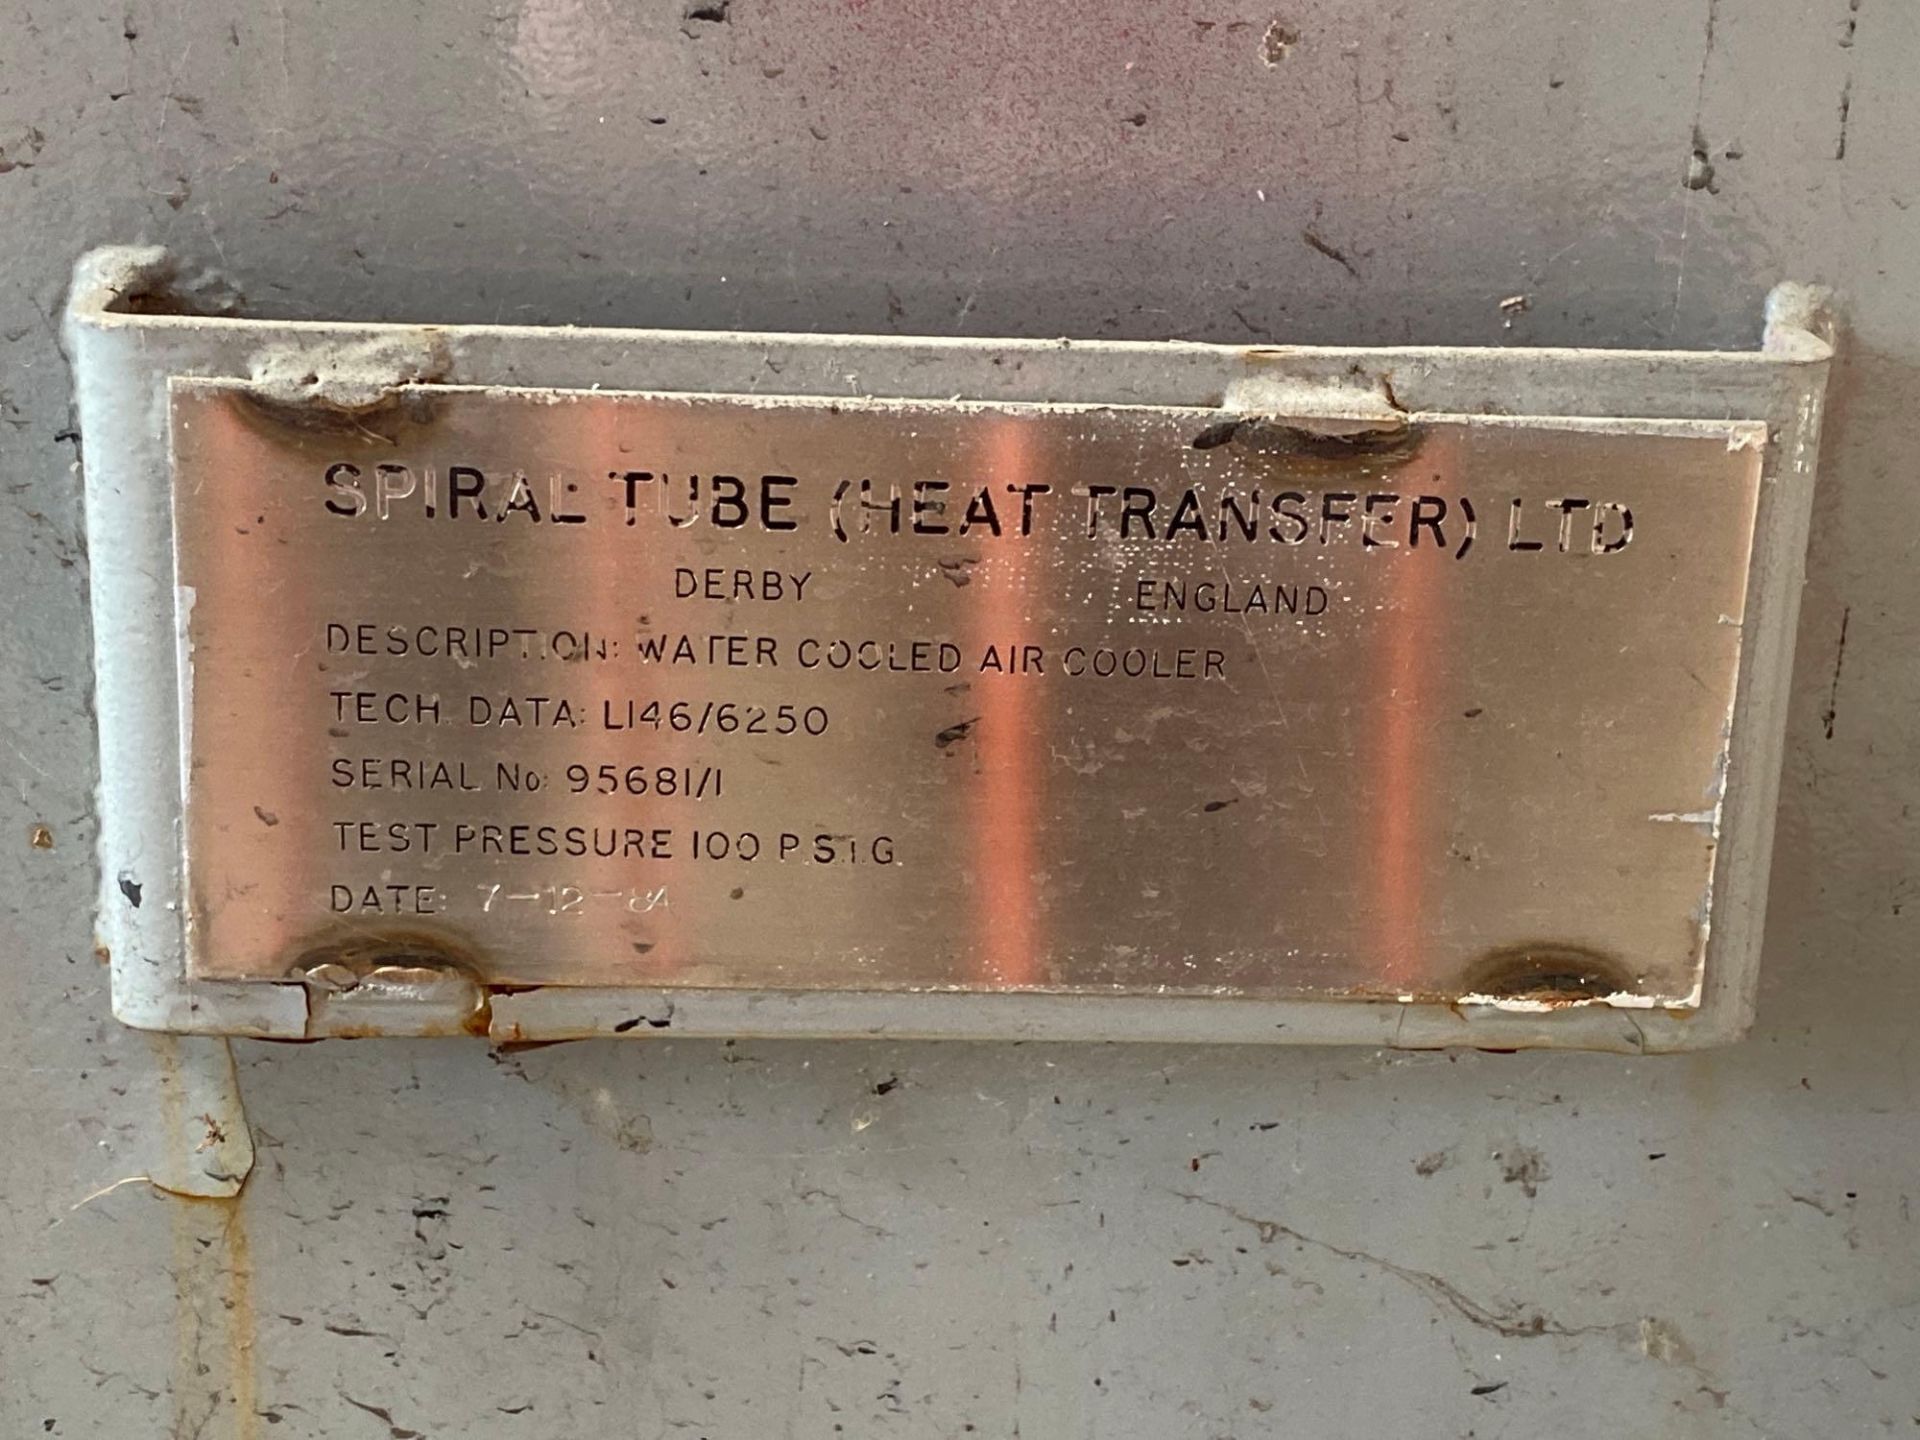 SPIRAL TUBE (HEAT TRANSFER) LTD
DERBY ENGLAND
DESCRIPTION: WATER COOLED AIR COOLER
TECH. DATA: L146/6250
SERIAL No: 95681/1
TEST PRESSURE 100 P.S.I.G.
DATE: 7-12-84